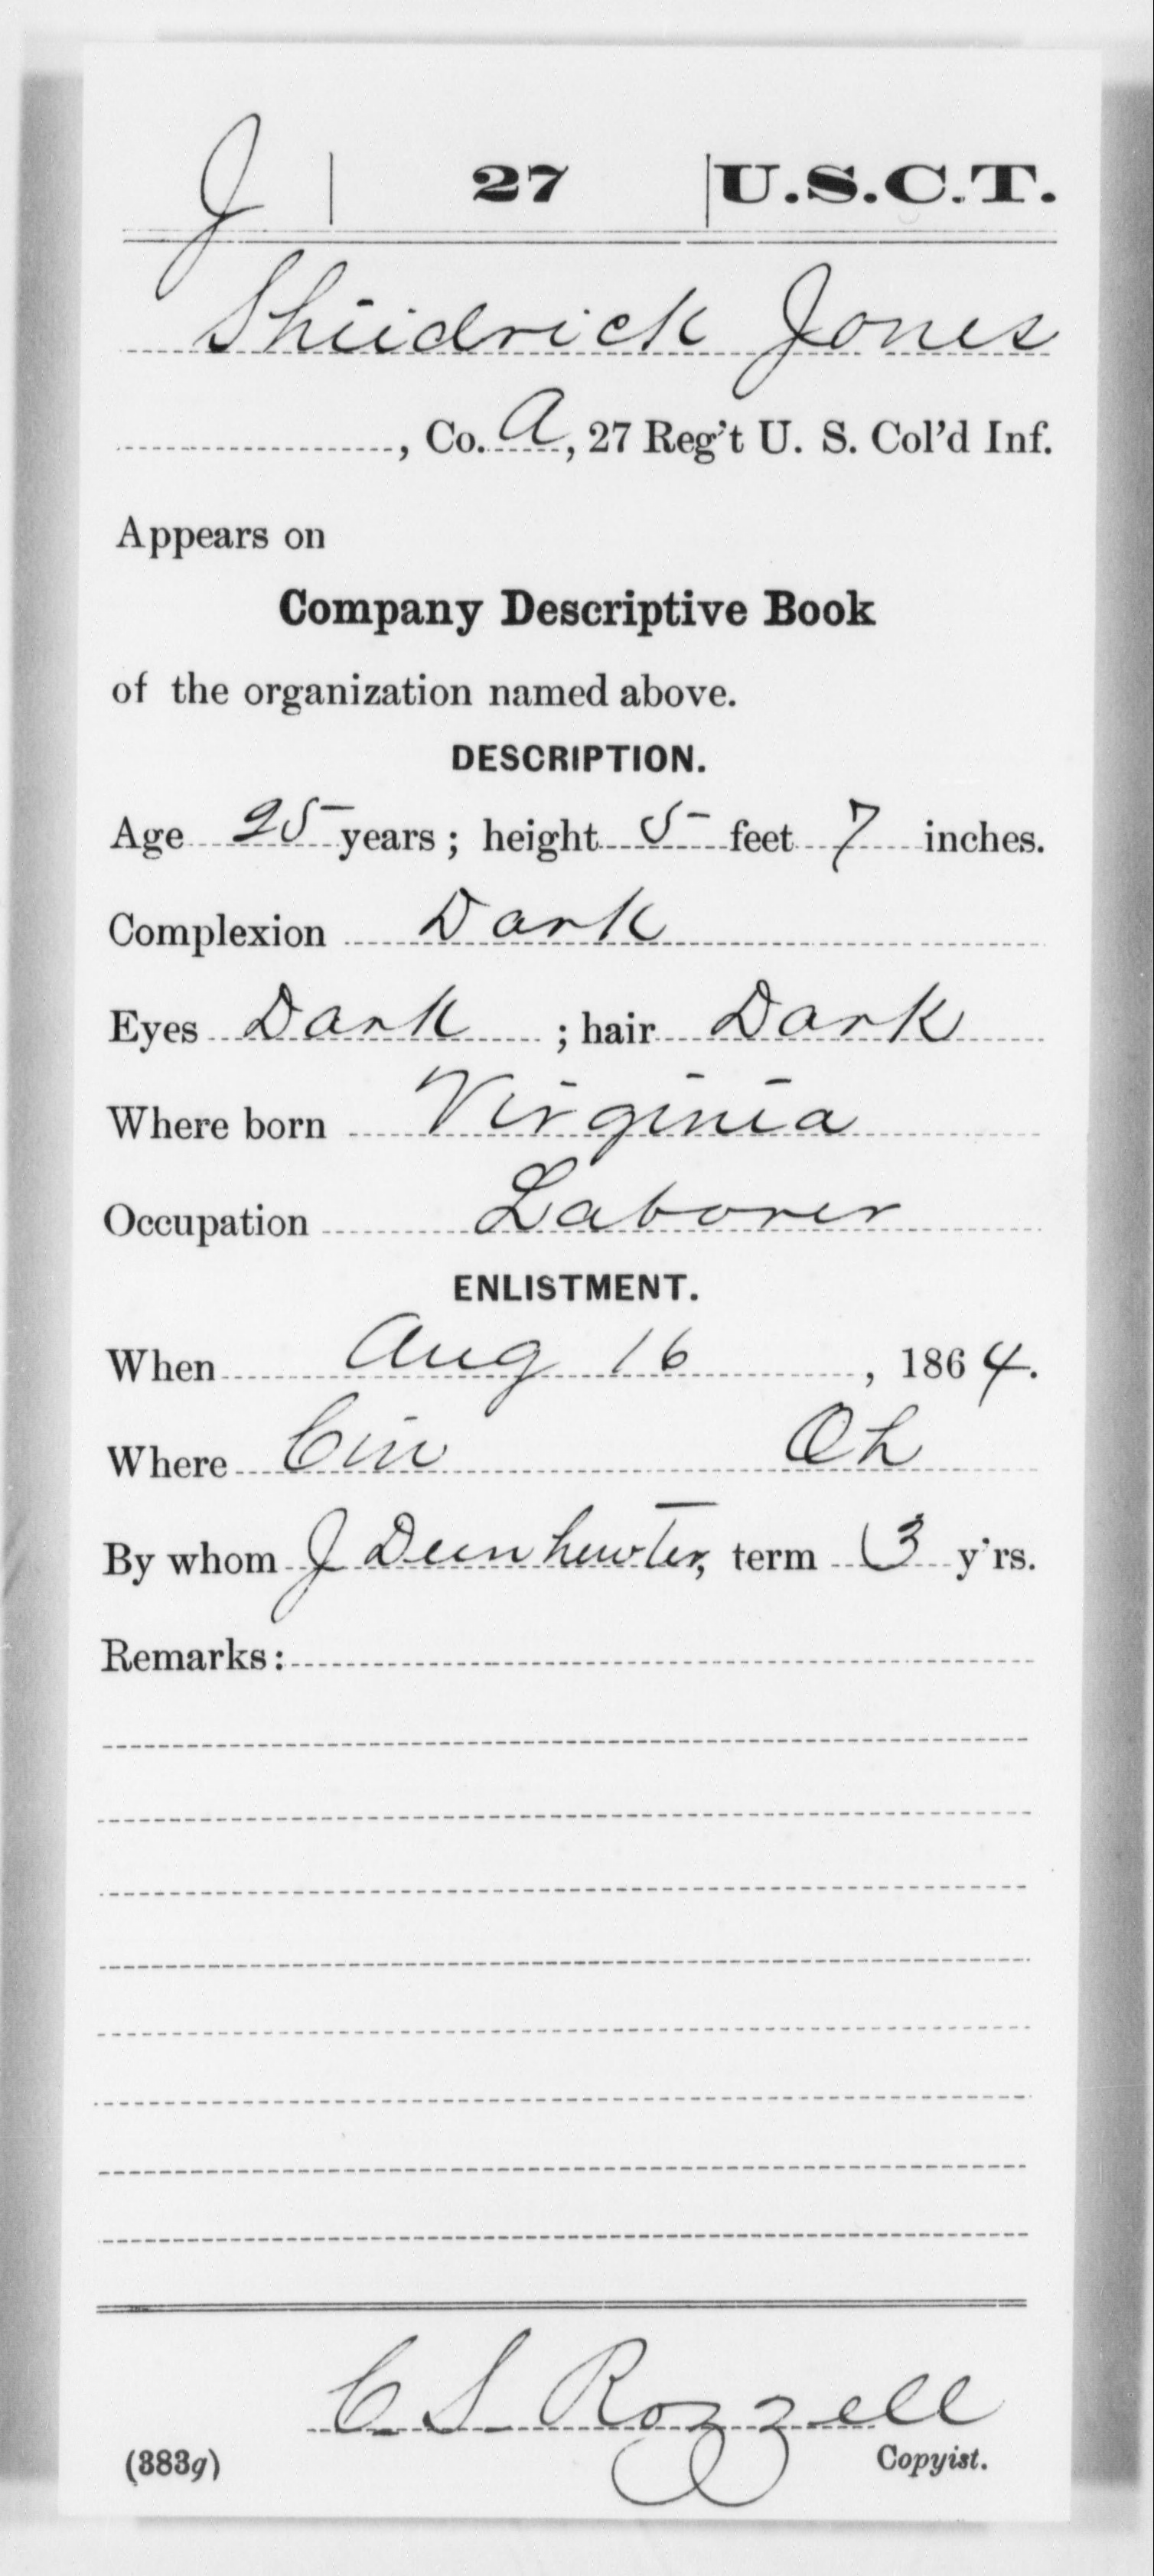 J | 27 | U.S.C.T.
Shiidrick Jones
, Co. A, 27 Reg't U. S. Col'd Inf.
Appears on
Company Descriptive Book
of the organization named above.
DESCRIPTION.
Age 25 years; height 5 feet 7 inches.
Complexion Dark
Eyes Dark; hair Dark
Where born Virginia
Occupation Laborer
ENLISTMENT.
When Aug 16, 1864.
Where Cin Oh
By whom J, term 3 y'rs.
Remarks:
C S Rozzell
(383g) Copyist.